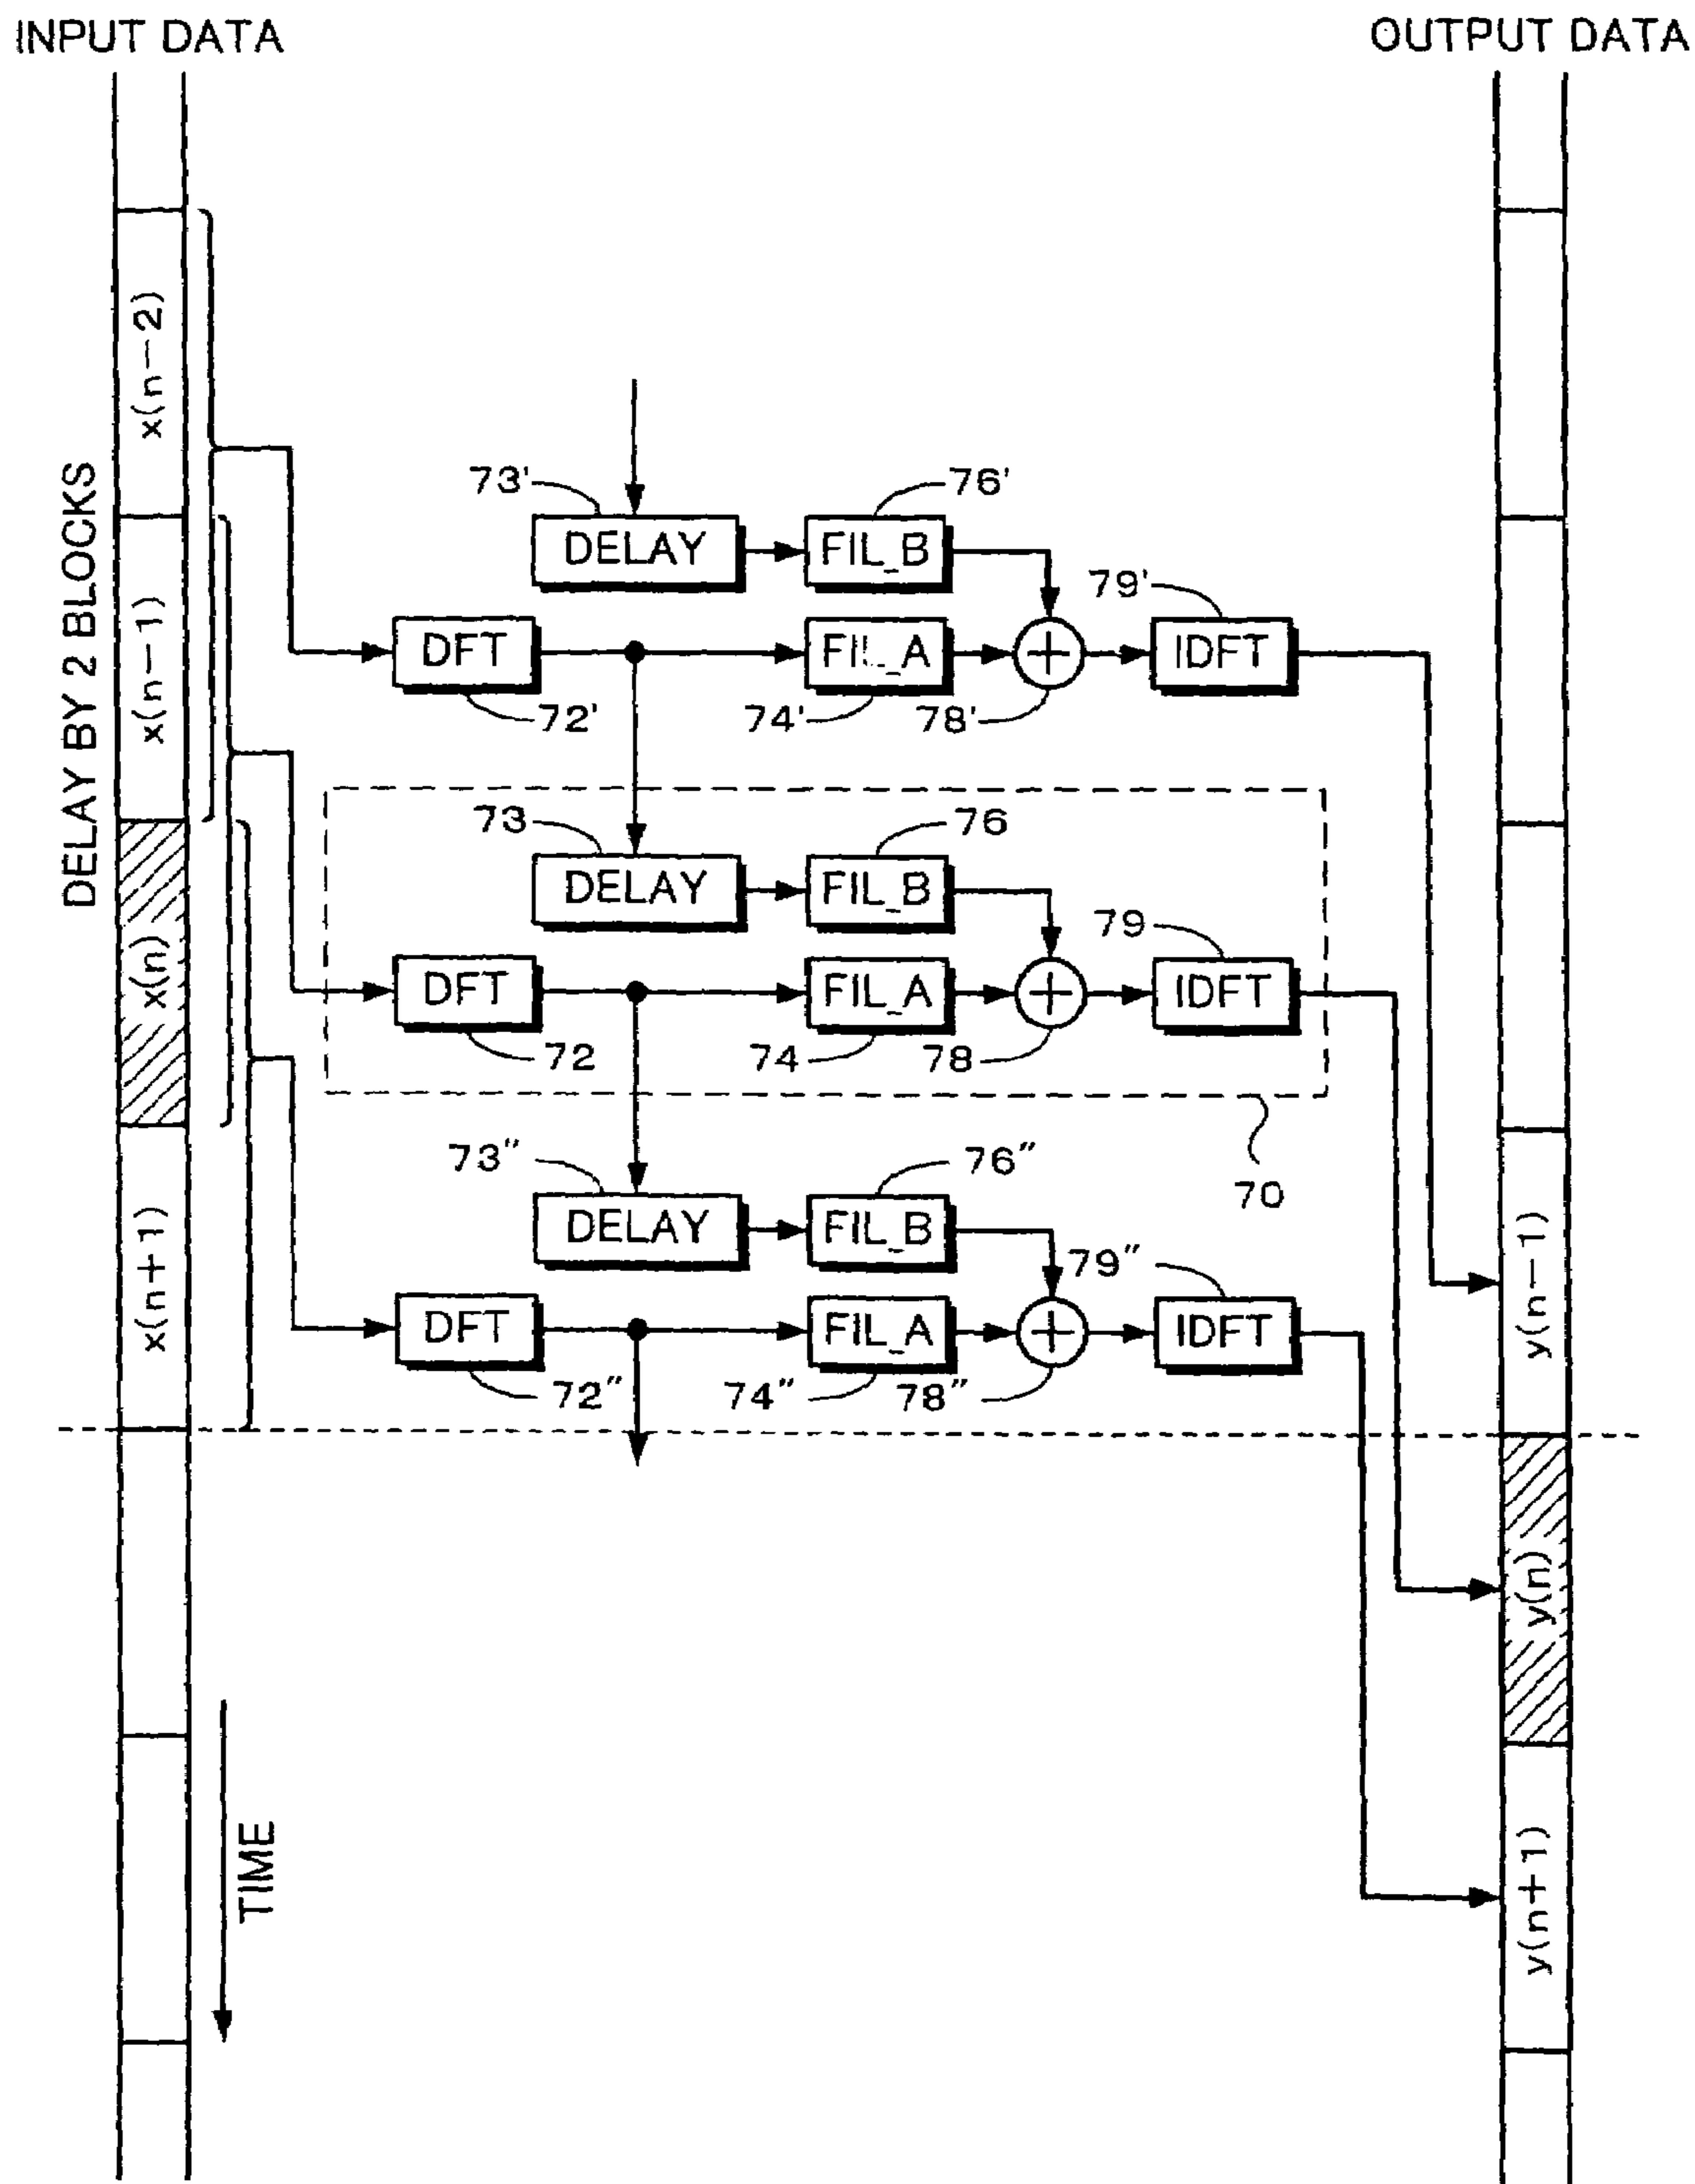 INPUT DATA
OUTPUT DATA
DELAY BY 2 BLOCKS
x(n-2)
x(n-1)
x(n)
x(n+1)
73'
76'
DELAY
FIL_B
79'
DFT
FIL_A
IDFT
72'
74'
78'
73
76
DELAY
FIL_B
79
DFT
FIL_A
IDFT
72
74
78
70
73"
76"
DELAY
FIL_B
79"
DFT
FIL_A
IDFT
72"
74"
78"
y(n-1)
y(n)
y(n+1)
TIME